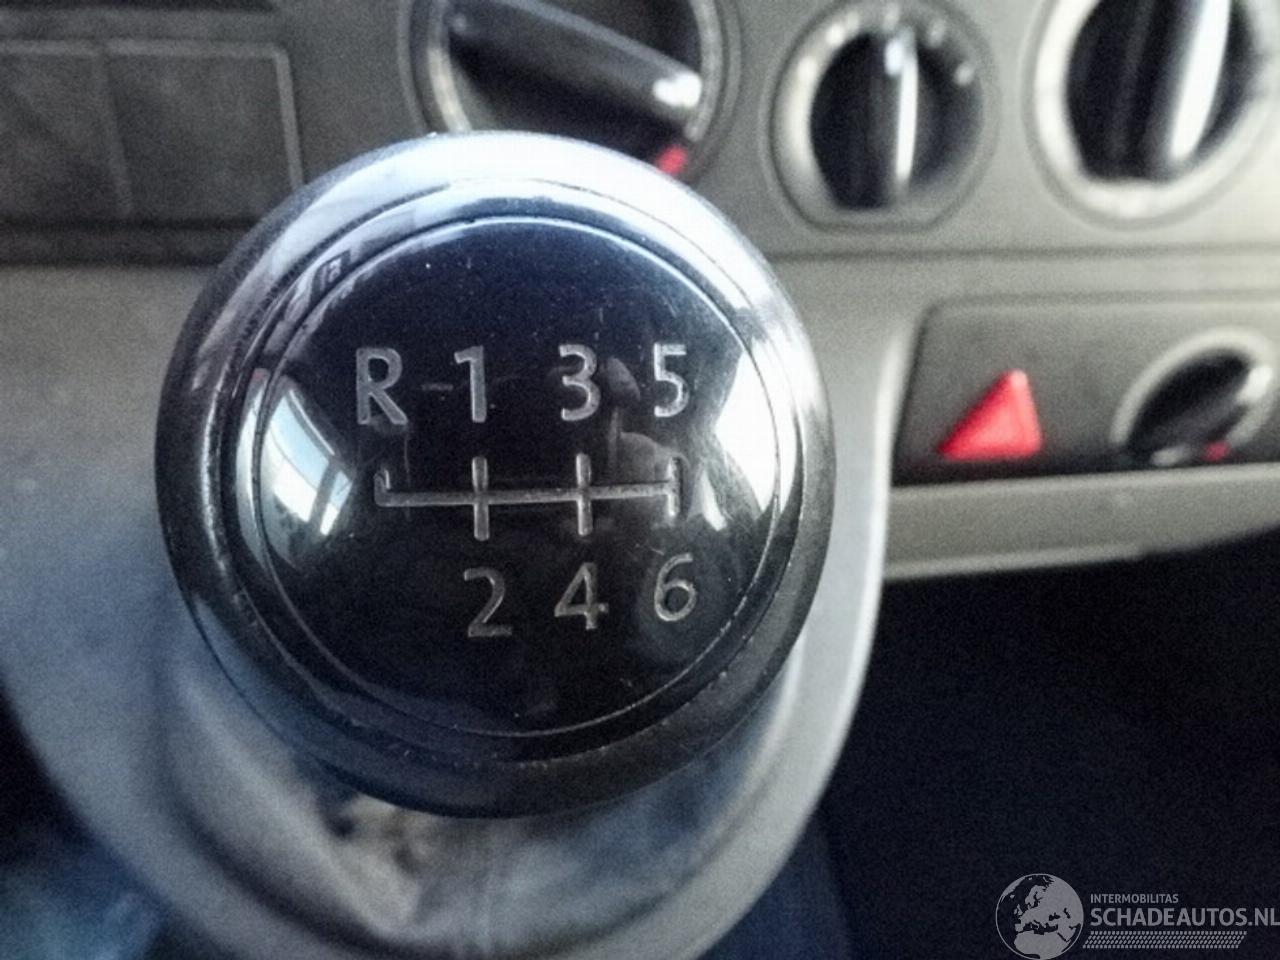 R 1 3 5
2 4 6
INTERMOBILITAS
SCHADEAUTOS.NL